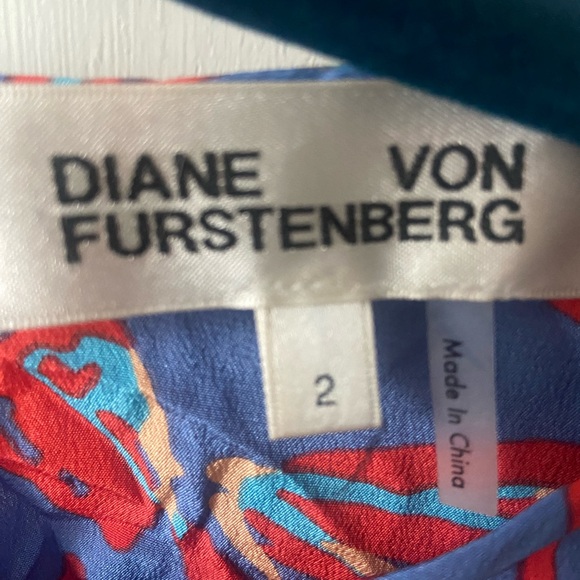 DIANE VON
FURSTENBERG
2
Made In China